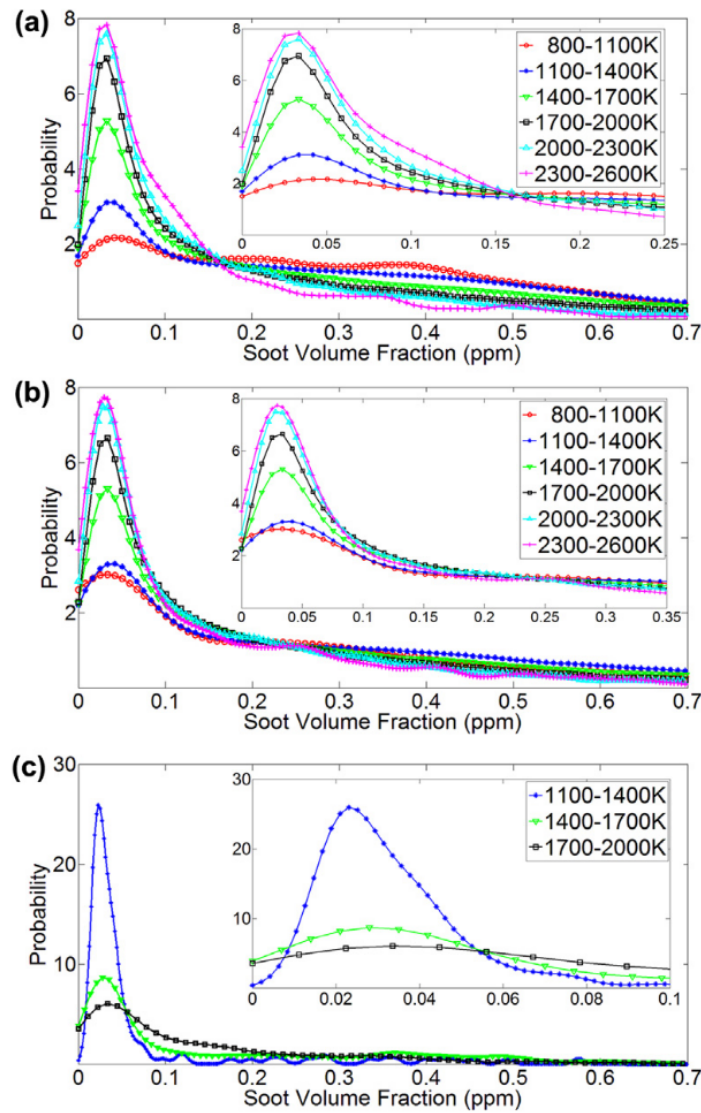 (a)
8
6
4
2
Probability
8
6
4
2
0
0.05
0.1
0.15
0.2
0.25
800-1100K
1100-1400K
1400-1700K
1700-2000K
2000-2300K
2300-2600K
0
0.1
0.2
0.3
0.4
0.5
0.6
0.7
Soot Volume Fraction (ppm)
(b)
8
6
4
2
Probability
8
6
4
2
0
0.05
0.1
0.15
0.2
0.25
0.3
0.35
800-1100K
1100-1400K
1400-1700K
1700-2000K
2000-2300K
2300-2600K
0
0.1
0.2
0.3
0.4
0.5
0.6
0.7
Soot Volume Fraction (ppm)
(c)
30
20
10
Probability
30
20
10
0
0.02
0.04
0.06
0.08
0.1
1100-1400K
1400-1700K
1700-2000K
0
0.1
0.2
0.3
0.4
0.5
0.6
0.7
Soot Volume Fraction (ppm)